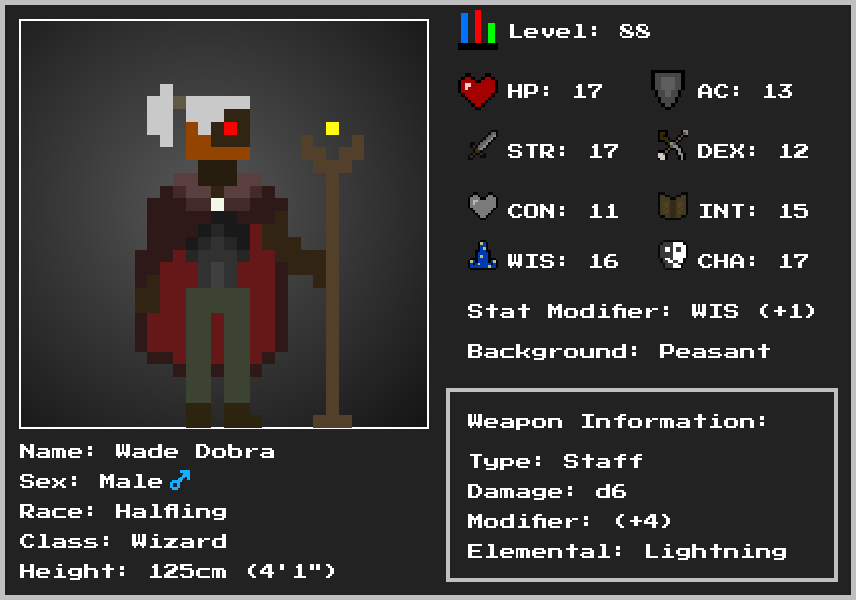 Level: 88
HP: 17
AC: 13
STR: 17
DEX: 12
CON: 11
INT: 15
WIS: 16
CHA: 17
Stat Modifier: WIS (+1)
Background: Peasant
Weapon Information:
Type: Staff
Damage: d6
Modifier: (+4)
Elemental: Lightning
Name: Wade Dobra
Sex: Male ♂
Race: Halfling
Class: Wizard
Height: 125cm (4'1")